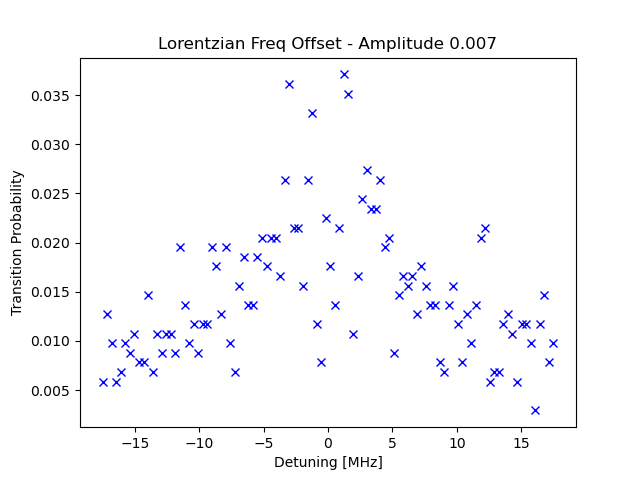 Lorentzian Freq Offset - Amplitude 0.007
0.035
0.030
0.025
0.020
0.015
0.010
0.005
Transition Probability
−15 −10 −5 0 5 10 15
Detuning [MHz]